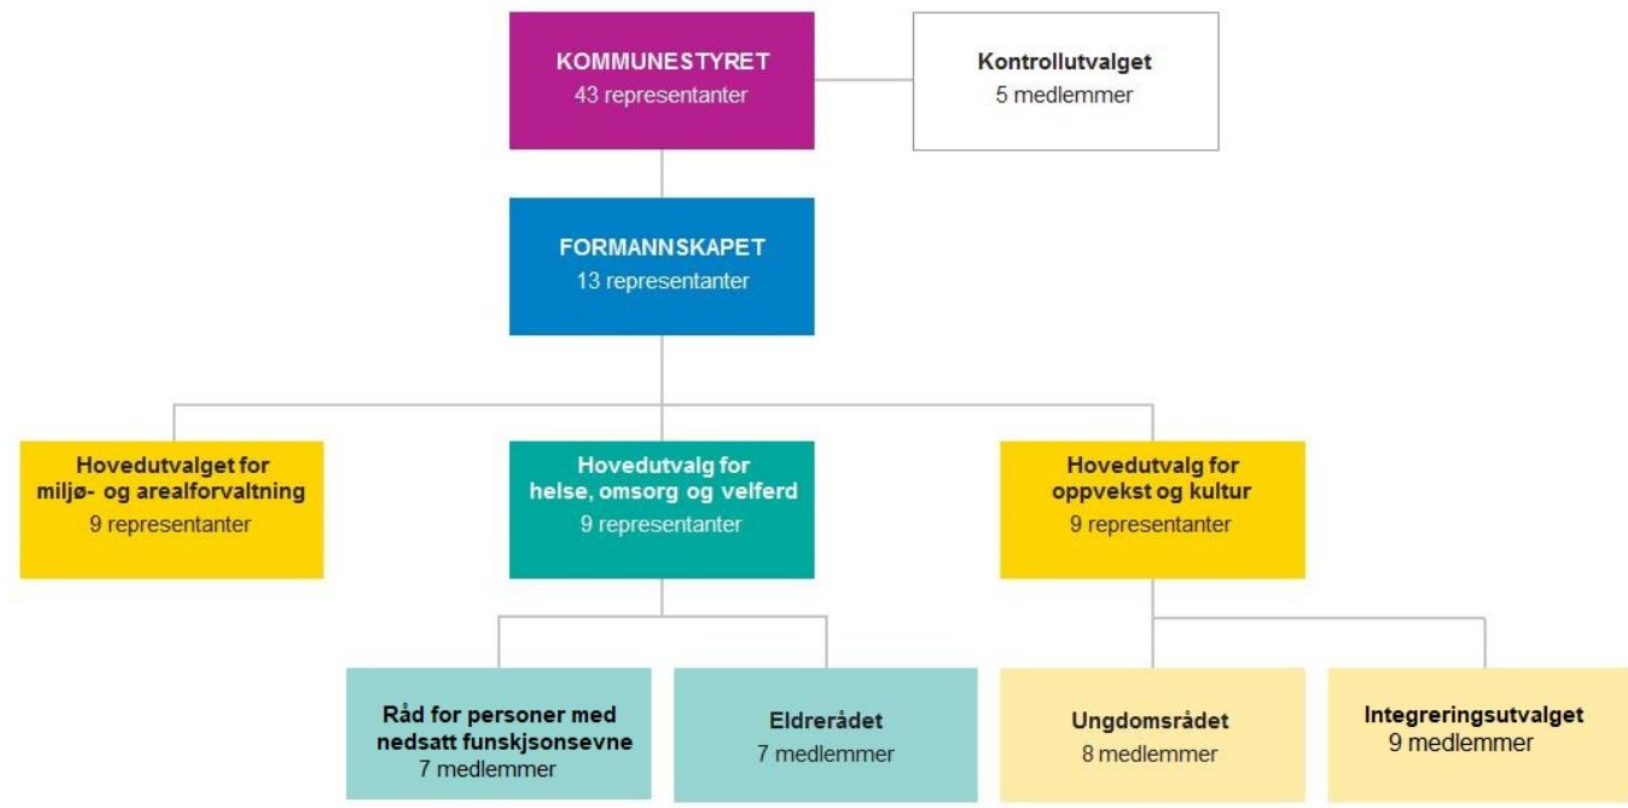 KOMMUNESTYRET
43 representanter
Kontrollutvalget
5 medlemmer
FORMANNSKAPET
13 representanter
Hovedutvalget for
miljø- og arealforvaltning
9 representanter
Hovedutvalg for
helse, omsorg og velferd
9 representanter
Hovedutvalg for
oppvekst og kultur
9 representanter
Råd for personer med
nedsatt funskjsonsevne
7 medlemmer
Eldrerådet
7 medlemmer
Ungdomsrådet
8 medlemmer
Integreringsutvalget
9 medlemmer